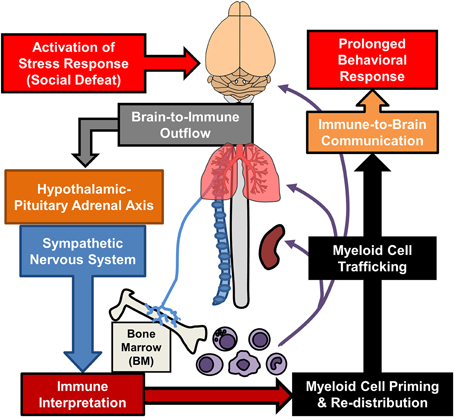 Activation of
Stress Response
(Social Defeat)
Prolonged
Behavioral
Response
Brain-to-Immune
Outflow
Immune-to-Brain
Communication
Hypothalamic-
Pituitary Adrenal Axis
Sympathetic
Nervous System
Myeloid Cell
Trafficking
Bone
Marrow
(BM)
Immune
Interpretation
Myeloid Cell Priming
& Re-distribution